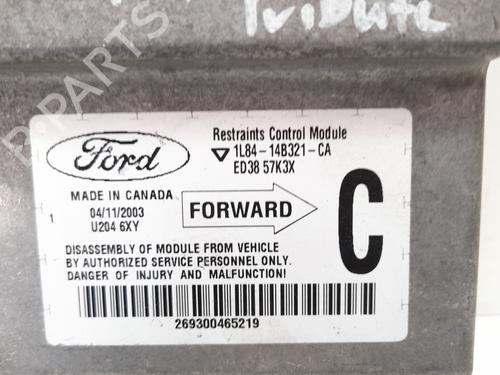 Tribute
B-PARTS
Ford
Restraints Control Module
1L84-14B321-CA
ED38 57K3X
MADE IN CANADA
04/11/2003
U204 6XY
1
FORWARD
C
DISASSEMBLY OF MODULE FROM VEHICLE
BY AUTHORIZED SERVICE PERSONNEL ONLY.
DANGER OF INJURY AND MALFUNCTION!
269300465219